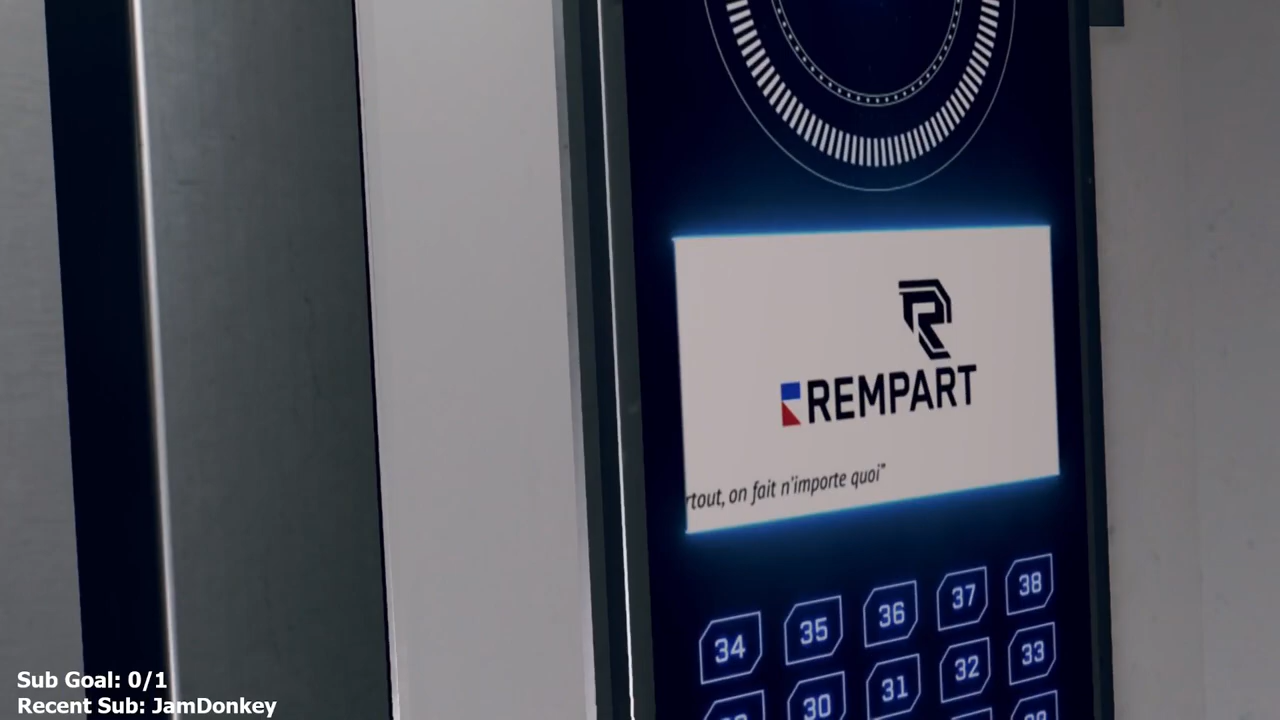 REMPART
rtout, on fait n'importe quoi"
34 35 36 37 38
30 31 32 33
Sub Goal: 0/1
Recent Sub: JamDonkey